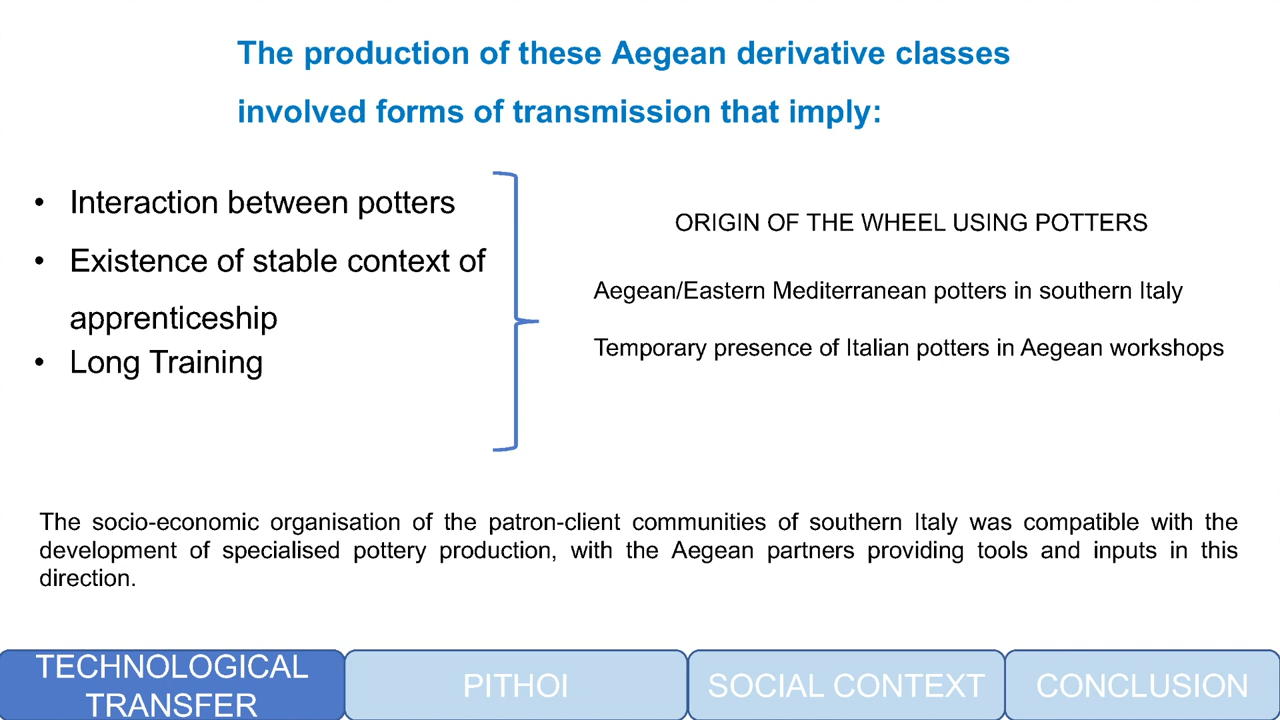 The production of these Aegean derivative classes
involved forms of transmission that imply:
• Interaction between potters
• Existence of stable context of
apprenticeship
• Long Training
ORIGIN OF THE WHEEL USING POTTERS
Aegean/Eastern Mediterranean potters in southern Italy
Temporary presence of Italian potters in Aegean workshops
The socio-economic organisation of the patron-client communities of southern Italy was compatible with the
development of specialised pottery production, with the Aegean partners providing tools and inputs in this
direction.
TECHNOLOGICAL
TRANSFER
PITHOI
SOCIAL CONTEXT
CONCLUSION